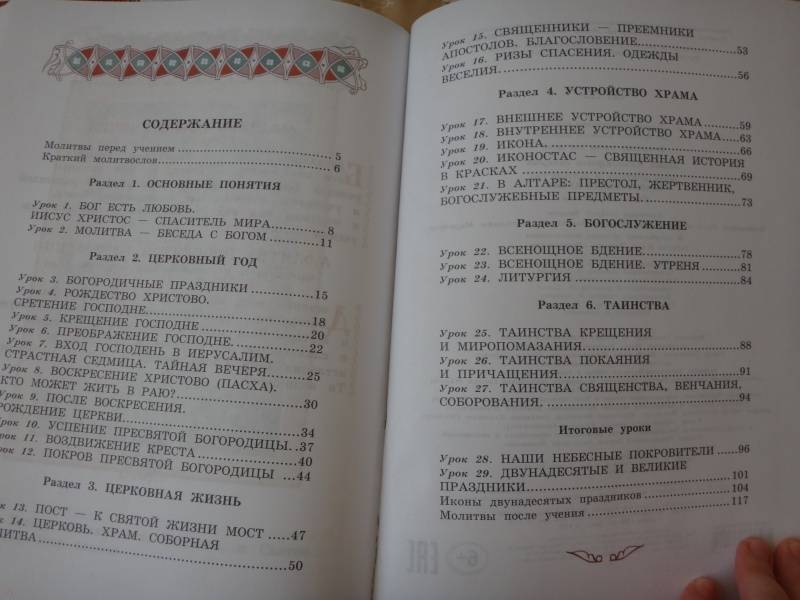 СОДЕРЖАНИЕ
Молитвы перед учением 5
Краткий молитвослов 6
Раздел 1. ОСНОВНЫЕ ПОНЯТИЯ
Урок 1. БОГ ЕСТЬ ЛЮБОВЬ.
ИИСУС ХРИСТОС — СПАСИТЕЛЬ МИРА 8
Урок 2. МОЛИТВА — БЕСЕДА С БОГОМ 11
Раздел 2. ЦЕРКОВНЫЙ ГОД
Урок 3. БОГОРОДИЧНЫЕ ПРАЗДНИКИ 15
Урок 4. РОЖДЕСТВО ХРИСТОВО.
СРЕТЕНИЕ ГОСПОДНЕ 18
Урок 5. КРЕЩЕНИЕ ГОСПОДНЕ 20
Урок 6. ПРЕОБРАЖЕНИЕ ГОСПОДНЕ. 22
Урок 7. ВХОД ГОСПОДЕНЬ В ИЕРУСАЛИМ.
СТРАСТНАЯ СЕДМИЦА. ТАЙНАЯ ВЕЧЕРЯ. 25
Урок 8. ВОСКРЕСЕНИЕ ХРИСТОВО (ПАСХА).
КТО МОЖЕТ ЖИТЬ В РАЮ? 30
Урок 9. ПОСЛЕ ВОСКРЕСЕНИЯ.
РОЖДЕНИЕ ЦЕРКВИ 34
Урок 10. УСПЕНИЕ ПРЕСВЯТОЙ БОГОРОДИЦЫ. 37
Урок 11. ВОЗДВИЖЕНИЕ КРЕСТА 40
Урок 12. ПОКРОВ ПРЕСВЯТОЙ БОГОРОДИЦЫ 44
Раздел 3. ЦЕРКОВНАЯ ЖИЗНЬ
ок 13. ПОСТ — К СВЯТОЙ ЖИЗНИ МОСТ 47
ок 14. ЦЕРКОВЬ. ХРАМ. СОБОРНАЯ
ЛИТВА 50
Урок 15. СВЯЩЕННИКИ — ПРЕЕМНИКИ
АПОСТОЛОВ. БЛАГОСЛОВЕНИЕ 53
Урок 16. РИЗЫ СПАСЕНИЯ. ОДЕЖДЫ
ВЕСЕЛИЯ. 56
Раздел 4. УСТРОЙСТВО ХРАМА
Урок 17. ВНЕШНЕЕ УСТРОЙСТВО ХРАМА 59
Урок 18. ВНУТРЕННЕЕ УСТРОЙСТВО ХРАМА 63
Урок 19. ИКОНА. 66
Урок 20. ИКОНОСТАС — СВЯЩЕННАЯ ИСТОРИЯ
В КРАСКАХ 69
Урок 21. В АЛТАРЕ: ПРЕСТОЛ, ЖЕРТВЕННИК,
БОГОСЛУЖЕБНЫЕ ПРЕДМЕТЫ. 73
Раздел 5. БОГОСЛУЖЕНИЕ
Урок 22. ВСЕНОЩНОЕ БДЕНИЕ. 78
Урок 23. ВСЕНОЩНОЕ БДЕНИЕ. УТРЕНЯ 81
Урок 24. ЛИТУРГИЯ 84
Раздел 6. ТАИНСТВА
Урок 25. ТАИНСТВА КРЕЩЕНИЯ
И МИРОПОМАЗАНИЯ. 88
Урок 26. ТАИНСТВА ПОКАЯНИЯ
И ПРИЧАЩЕНИЯ 91
Урок 27. ТАИНСТВА СВЯЩЕНСТВА, ВЕНЧАНИЯ,
СОБОРОВАНИЯ. 94
Итоговые уроки
Урок 28. НАШИ НЕБЕСНЫЕ ПОКРОВИТЕЛИ 96
Урок 29. ДВУНАДЕСЯТЫЕ И ВЕЛИКИЕ
ПРАЗДНИКИ 101
Иконы двунадесятых праздников 104
Молитвы после учения 117